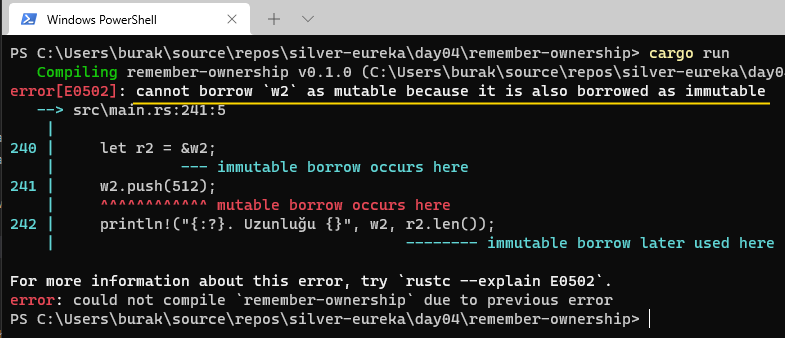 Windows PowerShell
PS C:\Users\burak\source\repos\silver-eureka\day04\remember-ownership> cargo run
   Compiling remember-ownership v0.1.0 (C:\Users\burak\source\repos\silver-eureka\day04
error[E0502]: cannot borrow `w2` as mutable because it is also borrowed as immutable
   --> src\main.rs:241:5
    |
240 |     let r2 = &w2;
    |              --- immutable borrow occurs here
241 |     w2.push(512);
    |     ^^^^^^^^^^^^ mutable borrow occurs here
242 |     println!("{:?}. Uzunluğu {}", w2, r2.len());
    |                                       -------- immutable borrow later used here

For more information about this error, try `rustc --explain E0502`.
error: could not compile `remember-ownership` due to previous error
PS C:\Users\burak\source\repos\silver-eureka\day04\remember-ownership>